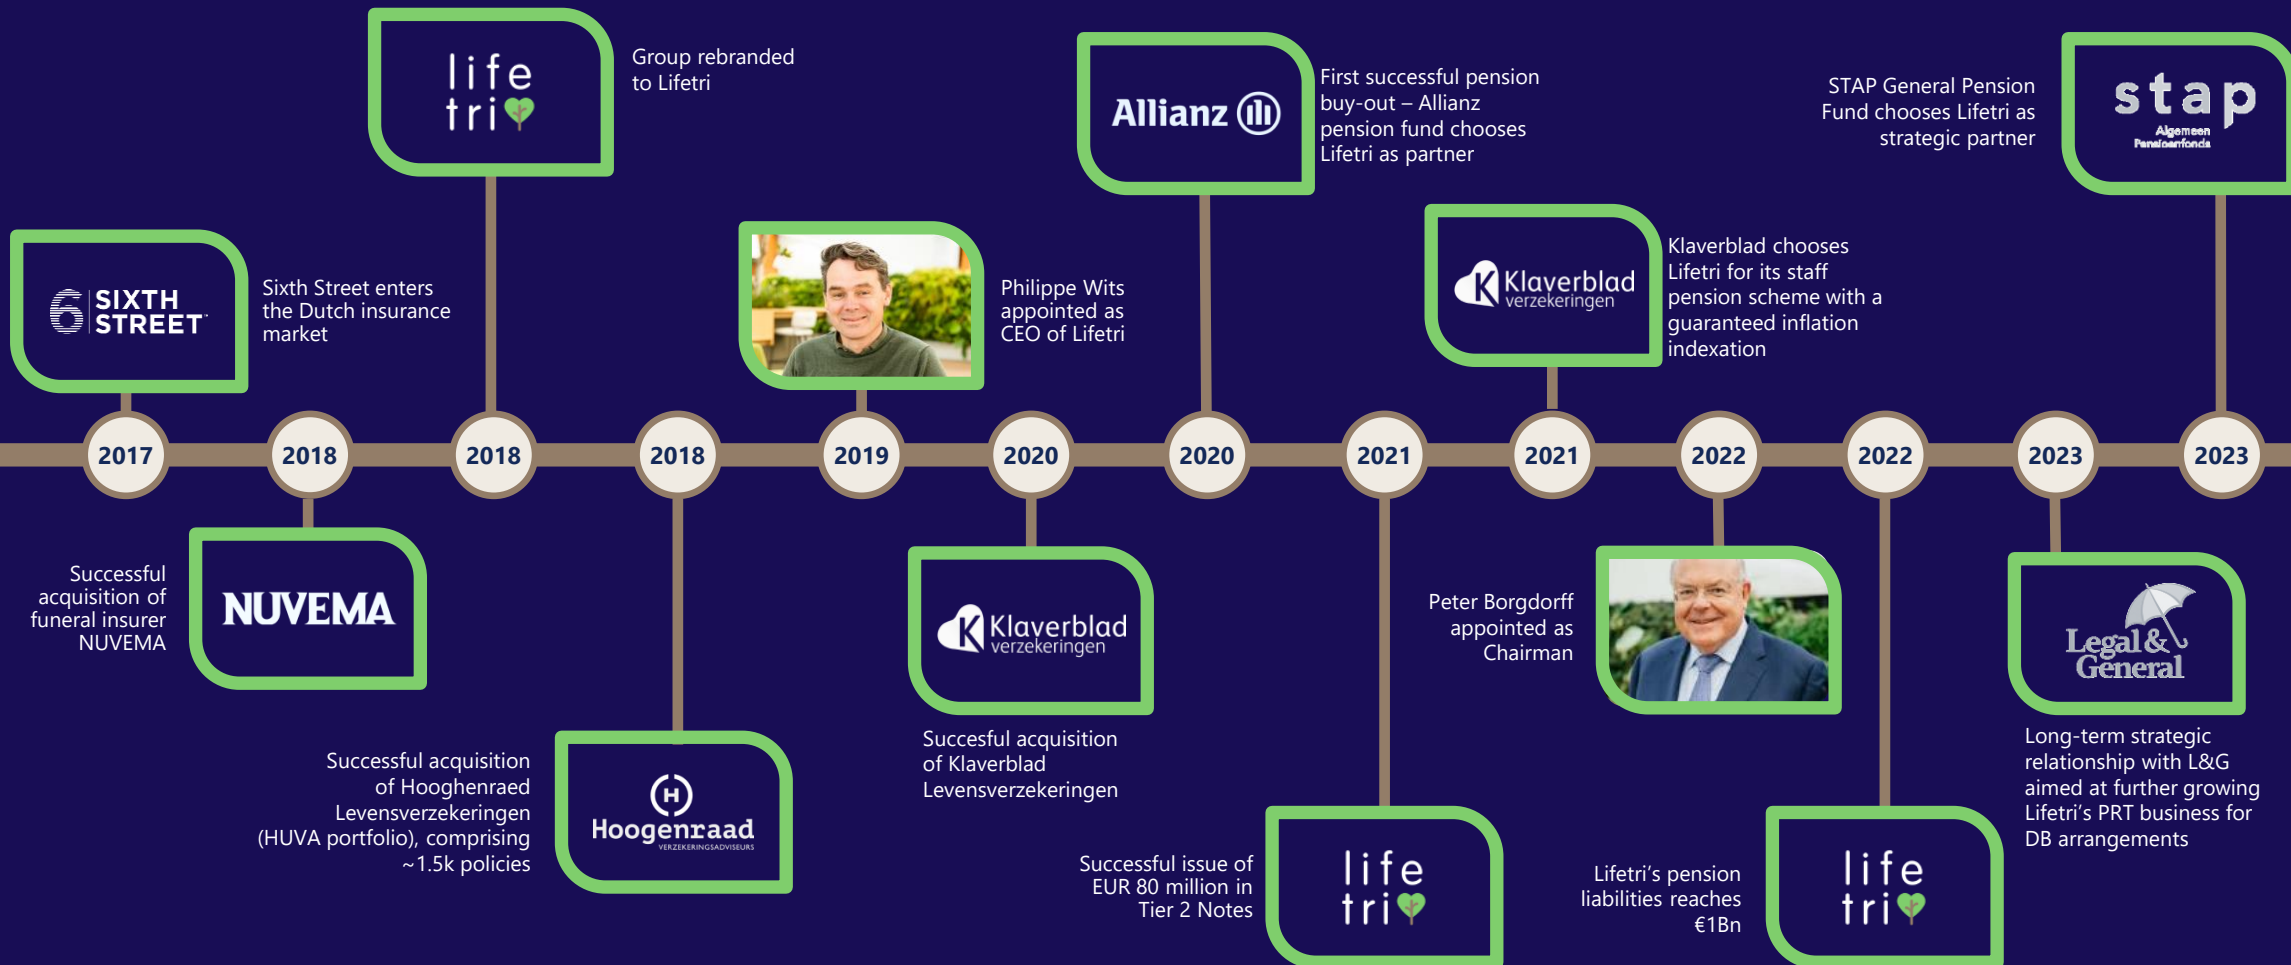 life
tri
Group rebranded
to Lifetri
Allianz
First successful pension
buy-out – Allianz
pension fund chooses
Lifetri as partner
STAP General Pension
Fund chooses Lifetri as
strategic partner
stap
Algemeen
Pensioenfonds
6 SIXTH
STREET
Sixth Street enters
the Dutch insurance
market
Philippe Wits
appointed as
CEO of Lifetri
K Klaverblad
verzekeringen
Klaverblad chooses
Lifetri for its staff
pension scheme with a
guaranteed inflation
indexation
2017
2018
2018
2018
2019
2020
2020
2021
2021
2022
2022
2023
2023
Successful
acquisition of
funeral insurer
NUVEMA
NUVEMA
Successful acquisition
of Hooghenraed
Levensverzekeringen
(HUVA portfolio), comprising
~1.5k policies
H
Hoogenraad
VERZEKERINGSADVISEURS
K Klaverblad
verzekeringen
Succesful acquisition
of Klaverblad
Levensverzekeringen
Successful issue of
EUR 80 million in
Tier 2 Notes
life
tri
Peter Borgdorff
appointed as
Chairman
Lifetri's pension
liabilities reaches
€1Bn
life
tri
Legal &
General
Long-term strategic
relationship with L&G
aimed at further growing
Lifetri's PRT business for
DB arrangements